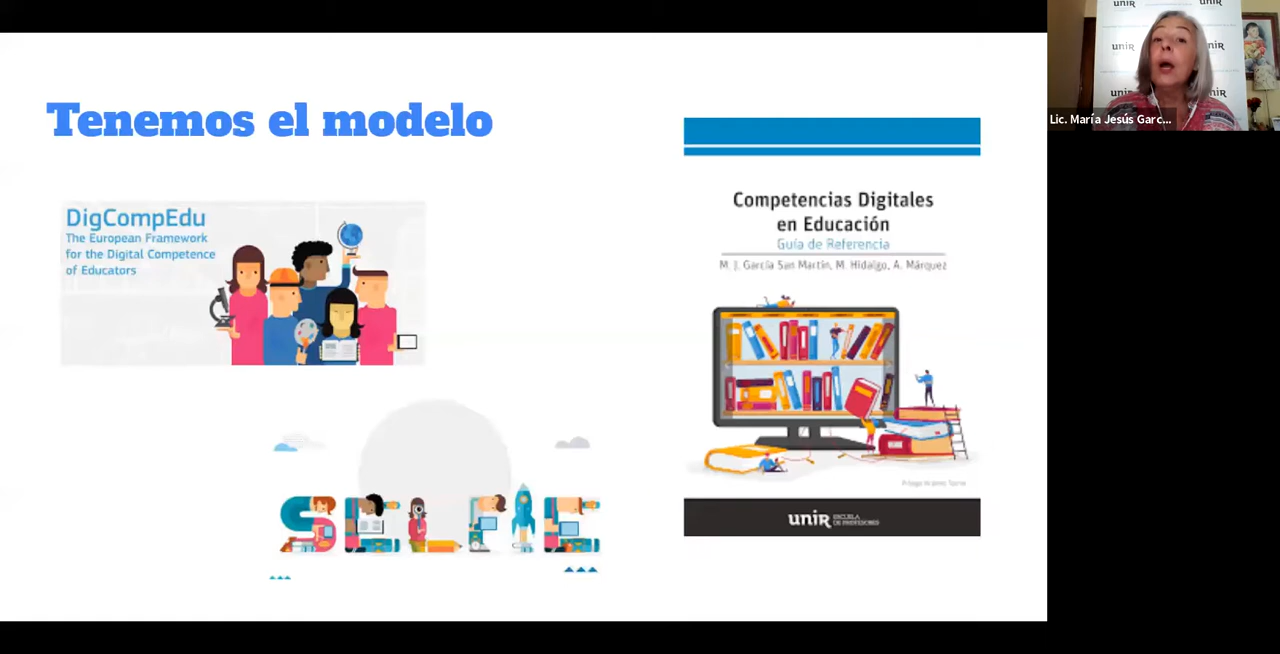 Tenemos el modelo
DigCompEdu
The European Framework
for the Digital Competence
of Educators
SELFIE
Competencias Digitales
en Educación
Guía de Referencia
M. J. García San Martín, M. Hidalgo, A. Márquez
unir ESCUELA
DE PROFESORES
unir
unir
unir
unir
unir
unir
Lic. María Jesús Garc...